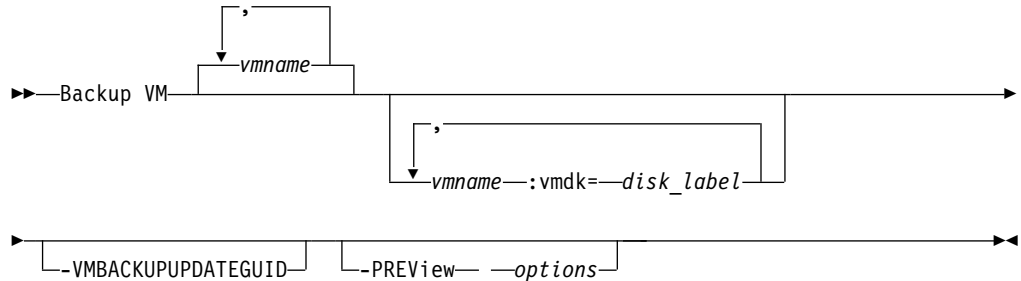 ,
vmname
Backup VM
,
vmname :vmdk= disk_label
-VMBACKUPUPDATEGUID -PREView options